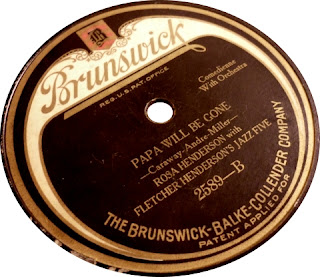 B
Brunswick
REG. U.S. PAT. OFFICE.
Comedienne
With Orchestra
PAPA WILL BE GONE
—Caraway-Andre-Miller—
ROSA HENDERSON with
FLETCHER HENDERSON'S JAZZ FIVE
2589—B
THE BRUNSWICK-BALKE-COLLENDER COMPANY
PATENT APPLIED FOR